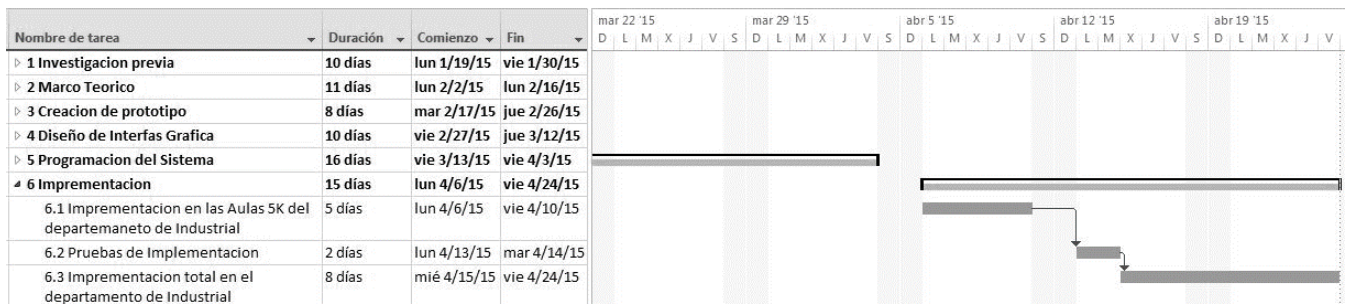 mar 22 '15 mar 29 '15 abr 5 '15 abr 12 '15 abr 19 '15
Nombre de tarea Duración Comienzo Fin D L M X J V S D L M X J V S D L M X J V S D L M X J V S D L M X J V
1 Investigacion previa 10 días lun 1/19/15 vie 1/30/15
2 Marco Teorico 11 días lun 2/2/15 lun 2/16/15
3 Creacion de prototipo 8 días mar 2/17/15 jue 2/26/15
4 Diseño de Interfas Grafica 10 días vie 2/27/15 jue 3/12/15
5 Programacion del Sistema 16 días vie 3/13/15 vie 4/3/15
6 Imprementacion 15 días lun 4/6/15 vie 4/24/15
6.1 Imprementacion en las Aulas 5K del 5 días lun 4/6/15 vie 4/10/15
departemaneto de Industrial
6.2 Pruebas de Implementacion 2 días lun 4/13/15 mar 4/14/15
6.3 Imprementacion total en el 8 días mié 4/15/15 vie 4/24/15
departamento de Industrial